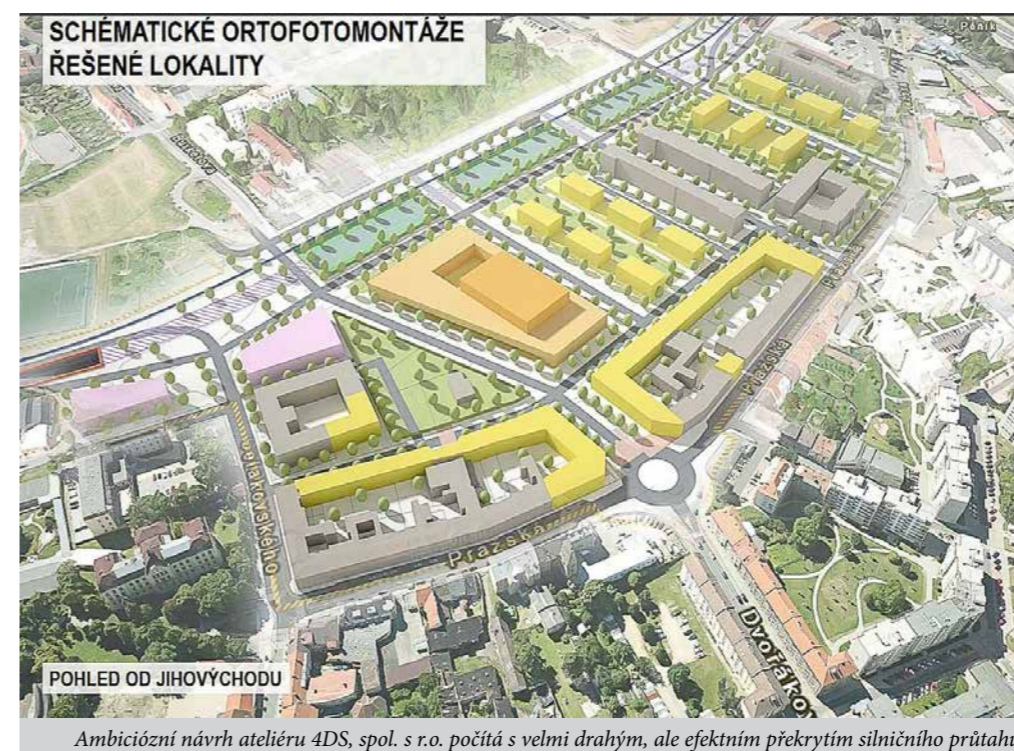 SCHÉMATICKÉ ORTOFOTOMONTÁŽE
ŘEŠENÉ LOKALITY
Pražská
Pražská
Dvořákov
POHLED OD JIHOVÝCHODU
Ambiciózní návrh ateliéru 4DS, spol. s r.o. počítá s velmi drahým, ale efektním překrytím silničního průtahu